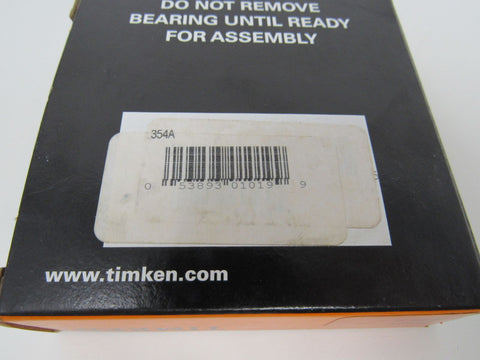 DO NOT REMOVE
BEARING UNTIL READY
FOR ASSEMBLY
354A
0 53893 01019 9
www.timken.com